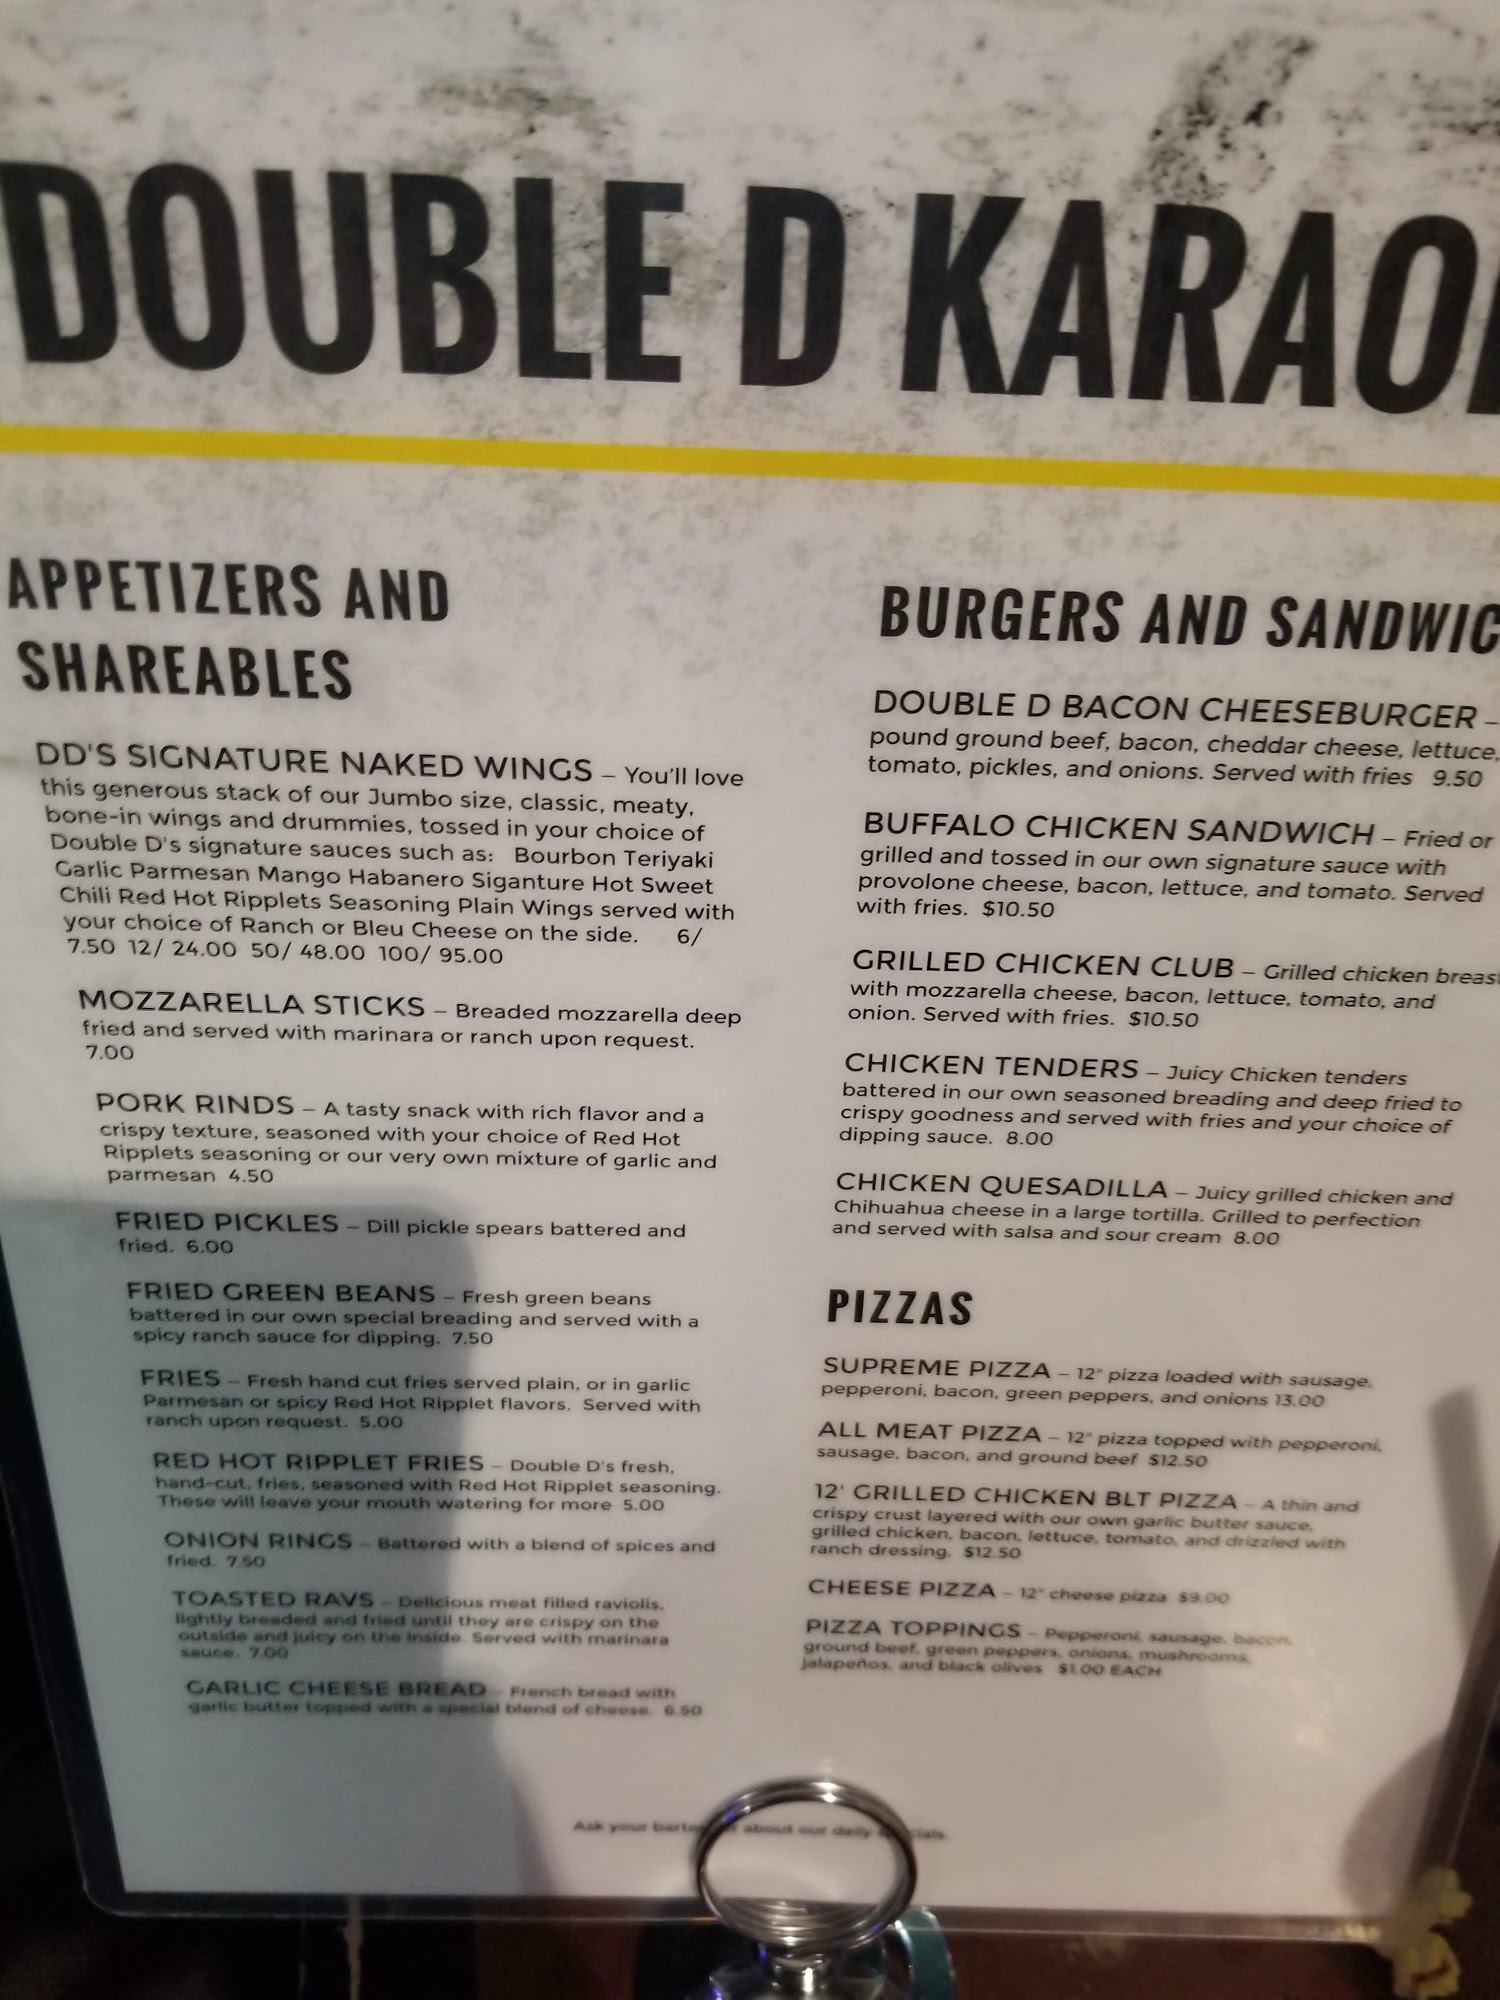 DOUBLE D KARAO
APPETIZERS AND
SHAREABLES
DD'S SIGNATURE NAKED WINGS – You'll love
this generous stack of our Jumbo size, classic, meaty,
bone-in wings and drummies, tossed in your choice of
Double D's signature sauces such as: Bourbon Teriyaki
Garlic Parmesan Mango Habanero Siganture Hot Sweet
Chili Red Hot Ripplets Seasoning Plain Wings served with
your choice of Ranch or Bleu Cheese on the side. 6/
7.50 12/ 24.00 50/ 48.00 100/ 95.00
MOZZARELLA STICKS – Breaded mozzarella deep
fried and served with marinara or ranch upon request.
7.00
PORK RINDS – A tasty snack with rich flavor and a
crispy texture, seasoned with your choice of Red Hot
Ripplets seasoning or our very own mixture of garlic and
parmesan 4.50
FRIED PICKLES – Dill pickle spears battered and
fried. 6.00
FRIED GREEN BEANS – Fresh green beans
battered in our own special breading and served with a
spicy ranch sauce for dipping. 7.50
FRIES – Fresh hand cut fries served plain, or in garlic
Parmesan or spicy Red Hot Ripplet flavors. Served with
ranch upon request. 5.00
RED HOT RIPPLET FRIES – Double D's fresh,
hand-cut, fries, seasoned with Red Hot Ripplet seasoning.
These will leave your mouth watering for more 5.00
ONION RINGS – Battered with a blend of spices and
fried. 7.50
TOASTED RAVS – Delicious meat filled raviolis,
lightly breaded and fried until they are crispy on the
outside and juicy on the inside. Served with marinara
sauce. 7.00
GARLIC CHEESE BREAD – French bread with
garlic butter topped with a special blend of cheese. 6.50
BURGERS AND SANDWIC
DOUBLE D BACON CHEESEBURGER –
pound ground beef, bacon, cheddar cheese, lettuce,
tomato, pickles, and onions. Served with fries 9.50
BUFFALO CHICKEN SANDWICH – Fried or
grilled and tossed in our own signature sauce with
provolone cheese, bacon, lettuce, and tomato. Served
with fries. $10.50
GRILLED CHICKEN CLUB – Grilled chicken breast
with mozzarella cheese, bacon, lettuce, tomato, and
onion. Served with fries. $10.50
CHICKEN TENDERS – Juicy Chicken tenders
battered in our own seasoned breading and deep fried to
crispy goodness and served with fries and your choice of
dipping sauce. 8.00
CHICKEN QUESADILLA – Juicy grilled chicken and
Chihuahua cheese in a large tortilla. Grilled to perfection
and served with salsa and sour cream 8.00
PIZZAS
SUPREME PIZZA – 12" pizza loaded with sausage,
pepperoni, bacon, green peppers, and onions 13.00
ALL MEAT PIZZA – 12" pizza topped with pepperoni,
sausage, bacon, and ground beef $12.50
12' GRILLED CHICKEN BLT PIZZA – A thin and
crispy crust layered with our own garlic butter sauce,
grilled chicken, bacon, lettuce, tomato, and drizzled with
ranch dressing. $12.50
CHEESE PIZZA – 12" cheese pizza $9.00
PIZZA TOPPINGS – Pepperoni, sausage, bacon,
ground beef, green peppers, onions, mushrooms,
jalapeños, and black olives $1.00 EACH
Ask your about our daily